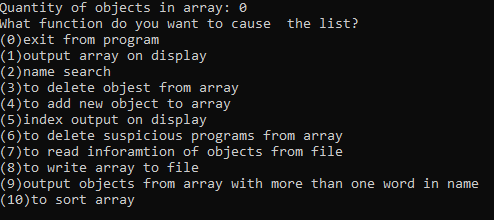 Quantity of objects in array: 0
What function do you want to cause  the list?
(0)exit from program
(1)output array on display
(2)name search
(3)to delete objest from array
(4)to add new object to array
(5)index output on display
(6)to delete suspicious programs from array
(7)to read inforamtion of objects from file
(8)to write array to file
(9)output objects from array with more than one word in name
(10)to sort array